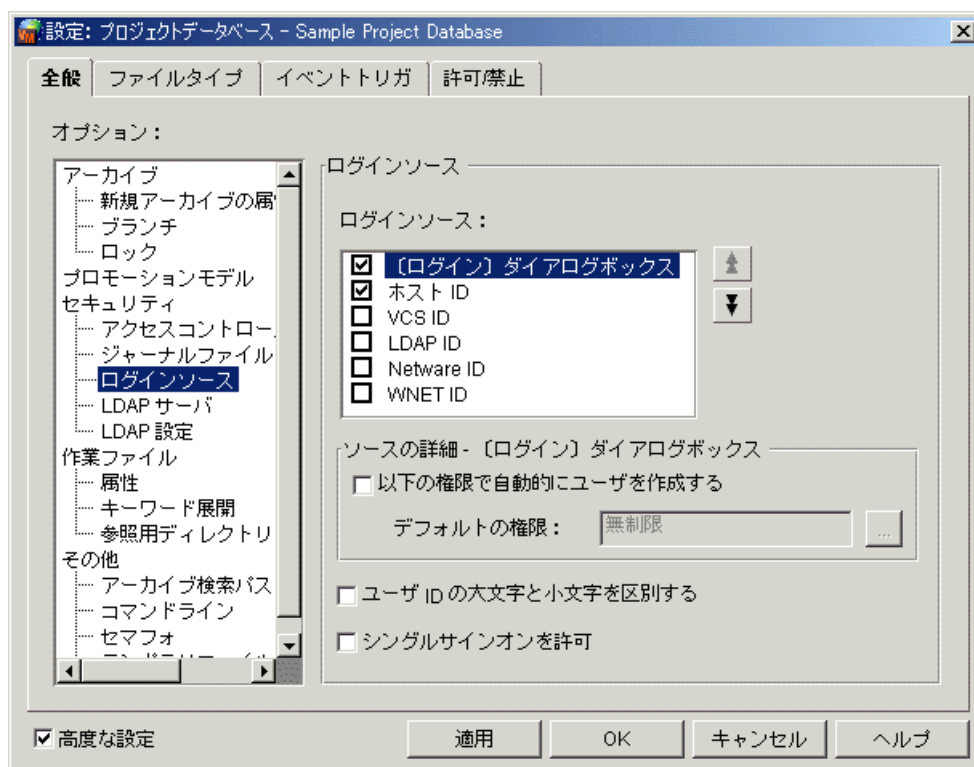 設定: プロジェクトデータベース - Sample Project Database
全般
ファイルタイプ
イベントトリガ
許可/禁止
オプション：
アーカイブ
新規アーカイブの属
ブランチ
ロック
プロモーションモデル
セキュリティ
アクセスコントロー
ジャーナルファイル
ログインソース
LDAP サーバ
LDAP 設定
作業ファイル
属性
キーワード展開
参照用ディレクトリ
その他
アーカイブ検索パス
コマンドライン
セマフォ
ログインソース
ログインソース：
〔ログイン〕ダイアログボックス
ホスト ID
VCS ID
LDAP ID
Netware ID
WNET ID
ソースの詳細 - 〔ログイン〕ダイアログボックス
以下の権限で自動的にユーザを作成する
デフォルトの権限： 無制限 ...
ユーザ ID の大文字と小文字を区別する
シングルサインオンを許可
高度な設定
適用
OK
キャンセル
ヘルプ